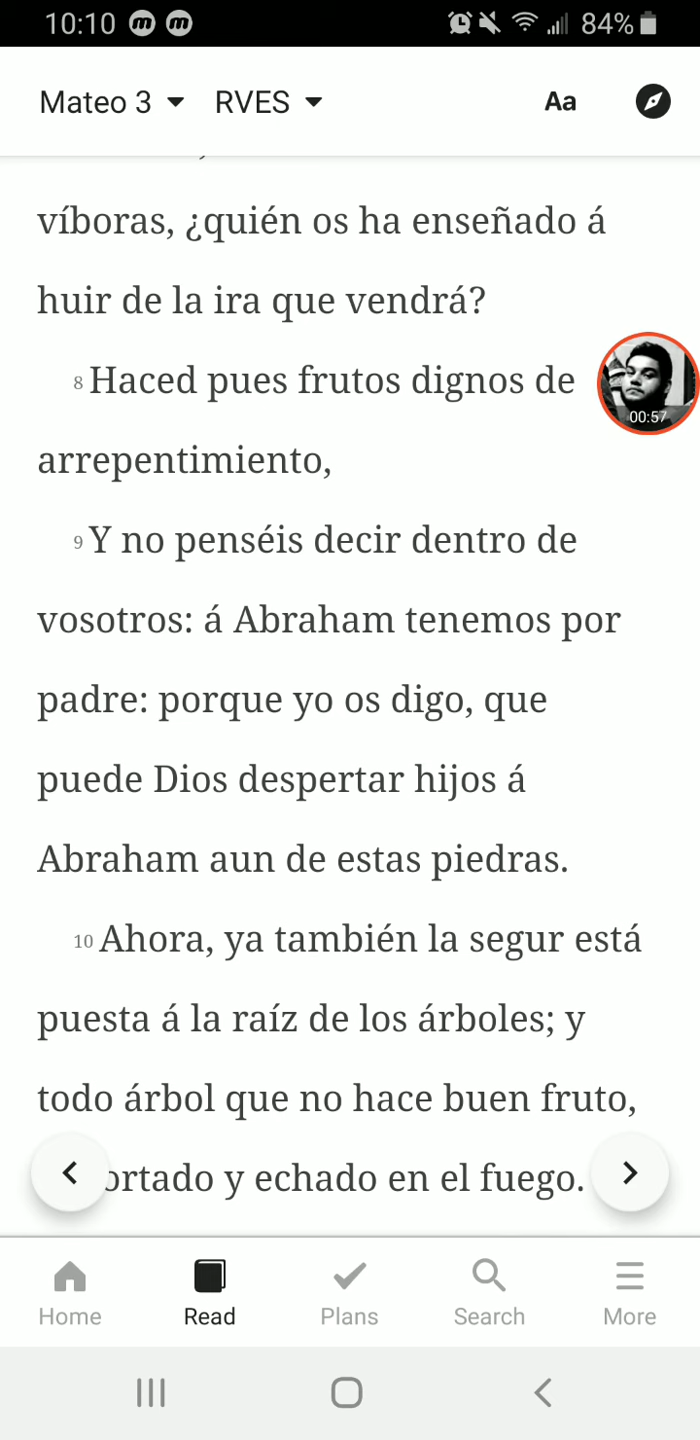 10:10 84%
Mateo 3 RVES Aa
víboras, ¿quién os ha enseñado á
huir de la ira que vendrá?
8 Haced pues frutos dignos de
00:57
arrepentimiento,
9 Y no penséis decir dentro de
vosotros: á Abraham tenemos por
padre: porque yo os digo, que
puede Dios despertar hijos á
Abraham aun de estas piedras.
10 Ahora, ya también la segur está
puesta á la raíz de los árboles; y
todo árbol que no hace buen fruto,
y echado en el fuego.
Home Read Plans Search More